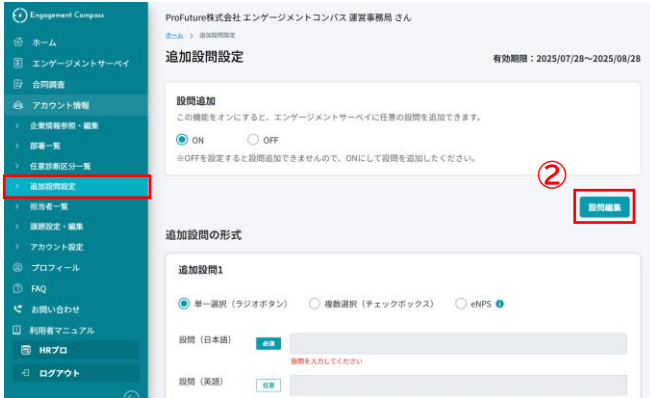 Engagement Compass
ホーム
エンゲージメントサーベイ
合同調査
アカウント情報
企業情報参照・編集
部署一覧
任意診断区分一覧
追加設問設定
担当者一覧
課題設定・編集
アカウント設定
プロフィール
FAQ
お問い合わせ
利用者マニュアル
HRプロ
ログアウト
ProFuture株式会社 エンゲージメントコンパス 運営事務局 さん
ホーム > 追加設問設定
追加設問設定
有効期限:2025/07/28~2025/08/28
設問追加
この機能をオンにすると、エンゲージメントサーベイに任意の設問を追加できます。
ON OFF
※OFFを設定すると設問追加できませんので、ONにして設問を追加したください。
②
設問編集
追加設問の形式
追加設問1
単一選択(ラジオボタン) 複数選択(チェックボックス) eNPS
設問(日本語) 必須
設問を入力してください
設問(英語) 任意